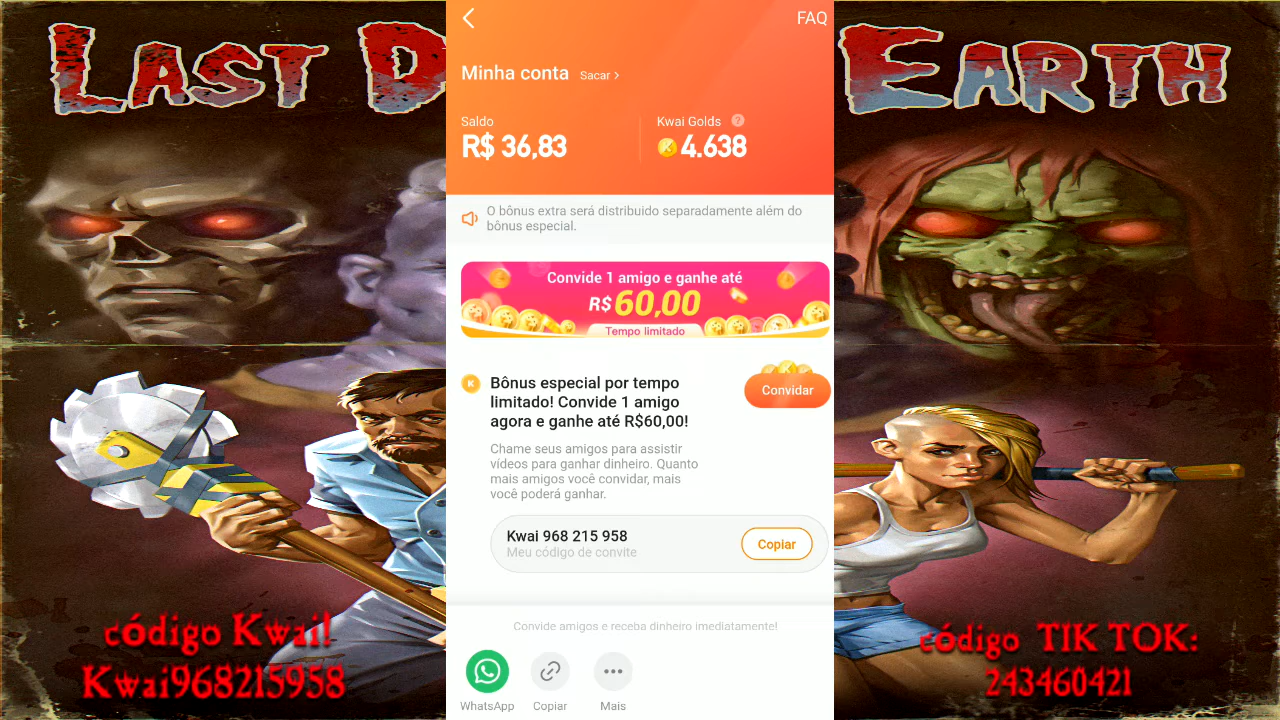 LAST D
EARTH
FAQ
Minha conta Sacar >
Saldo
R$ 36,83
Kwai Golds ?
K 4.638
O bônus extra será distribuido separadamente além do
bônus especial.
Convide 1 amigo e ganhe até
R$ 60,00
Tempo limitado
K
Bônus especial por tempo
limitado! Convide 1 amigo
agora e ganhe até R$60,00!
K
Convidar
Chame seus amigos para assistir
vídeos para ganhar dinheiro. Quanto
mais amigos você convidar, mais
você poderá ganhar.
Kwai 968 215 958
Meu código de convite
Copiar
Convide amigos e receba dinheiro imediatamente!
WhatsApp
Copiar
Mais
código Kwai!
Kwai968215958
código TIK TOK:
243460421